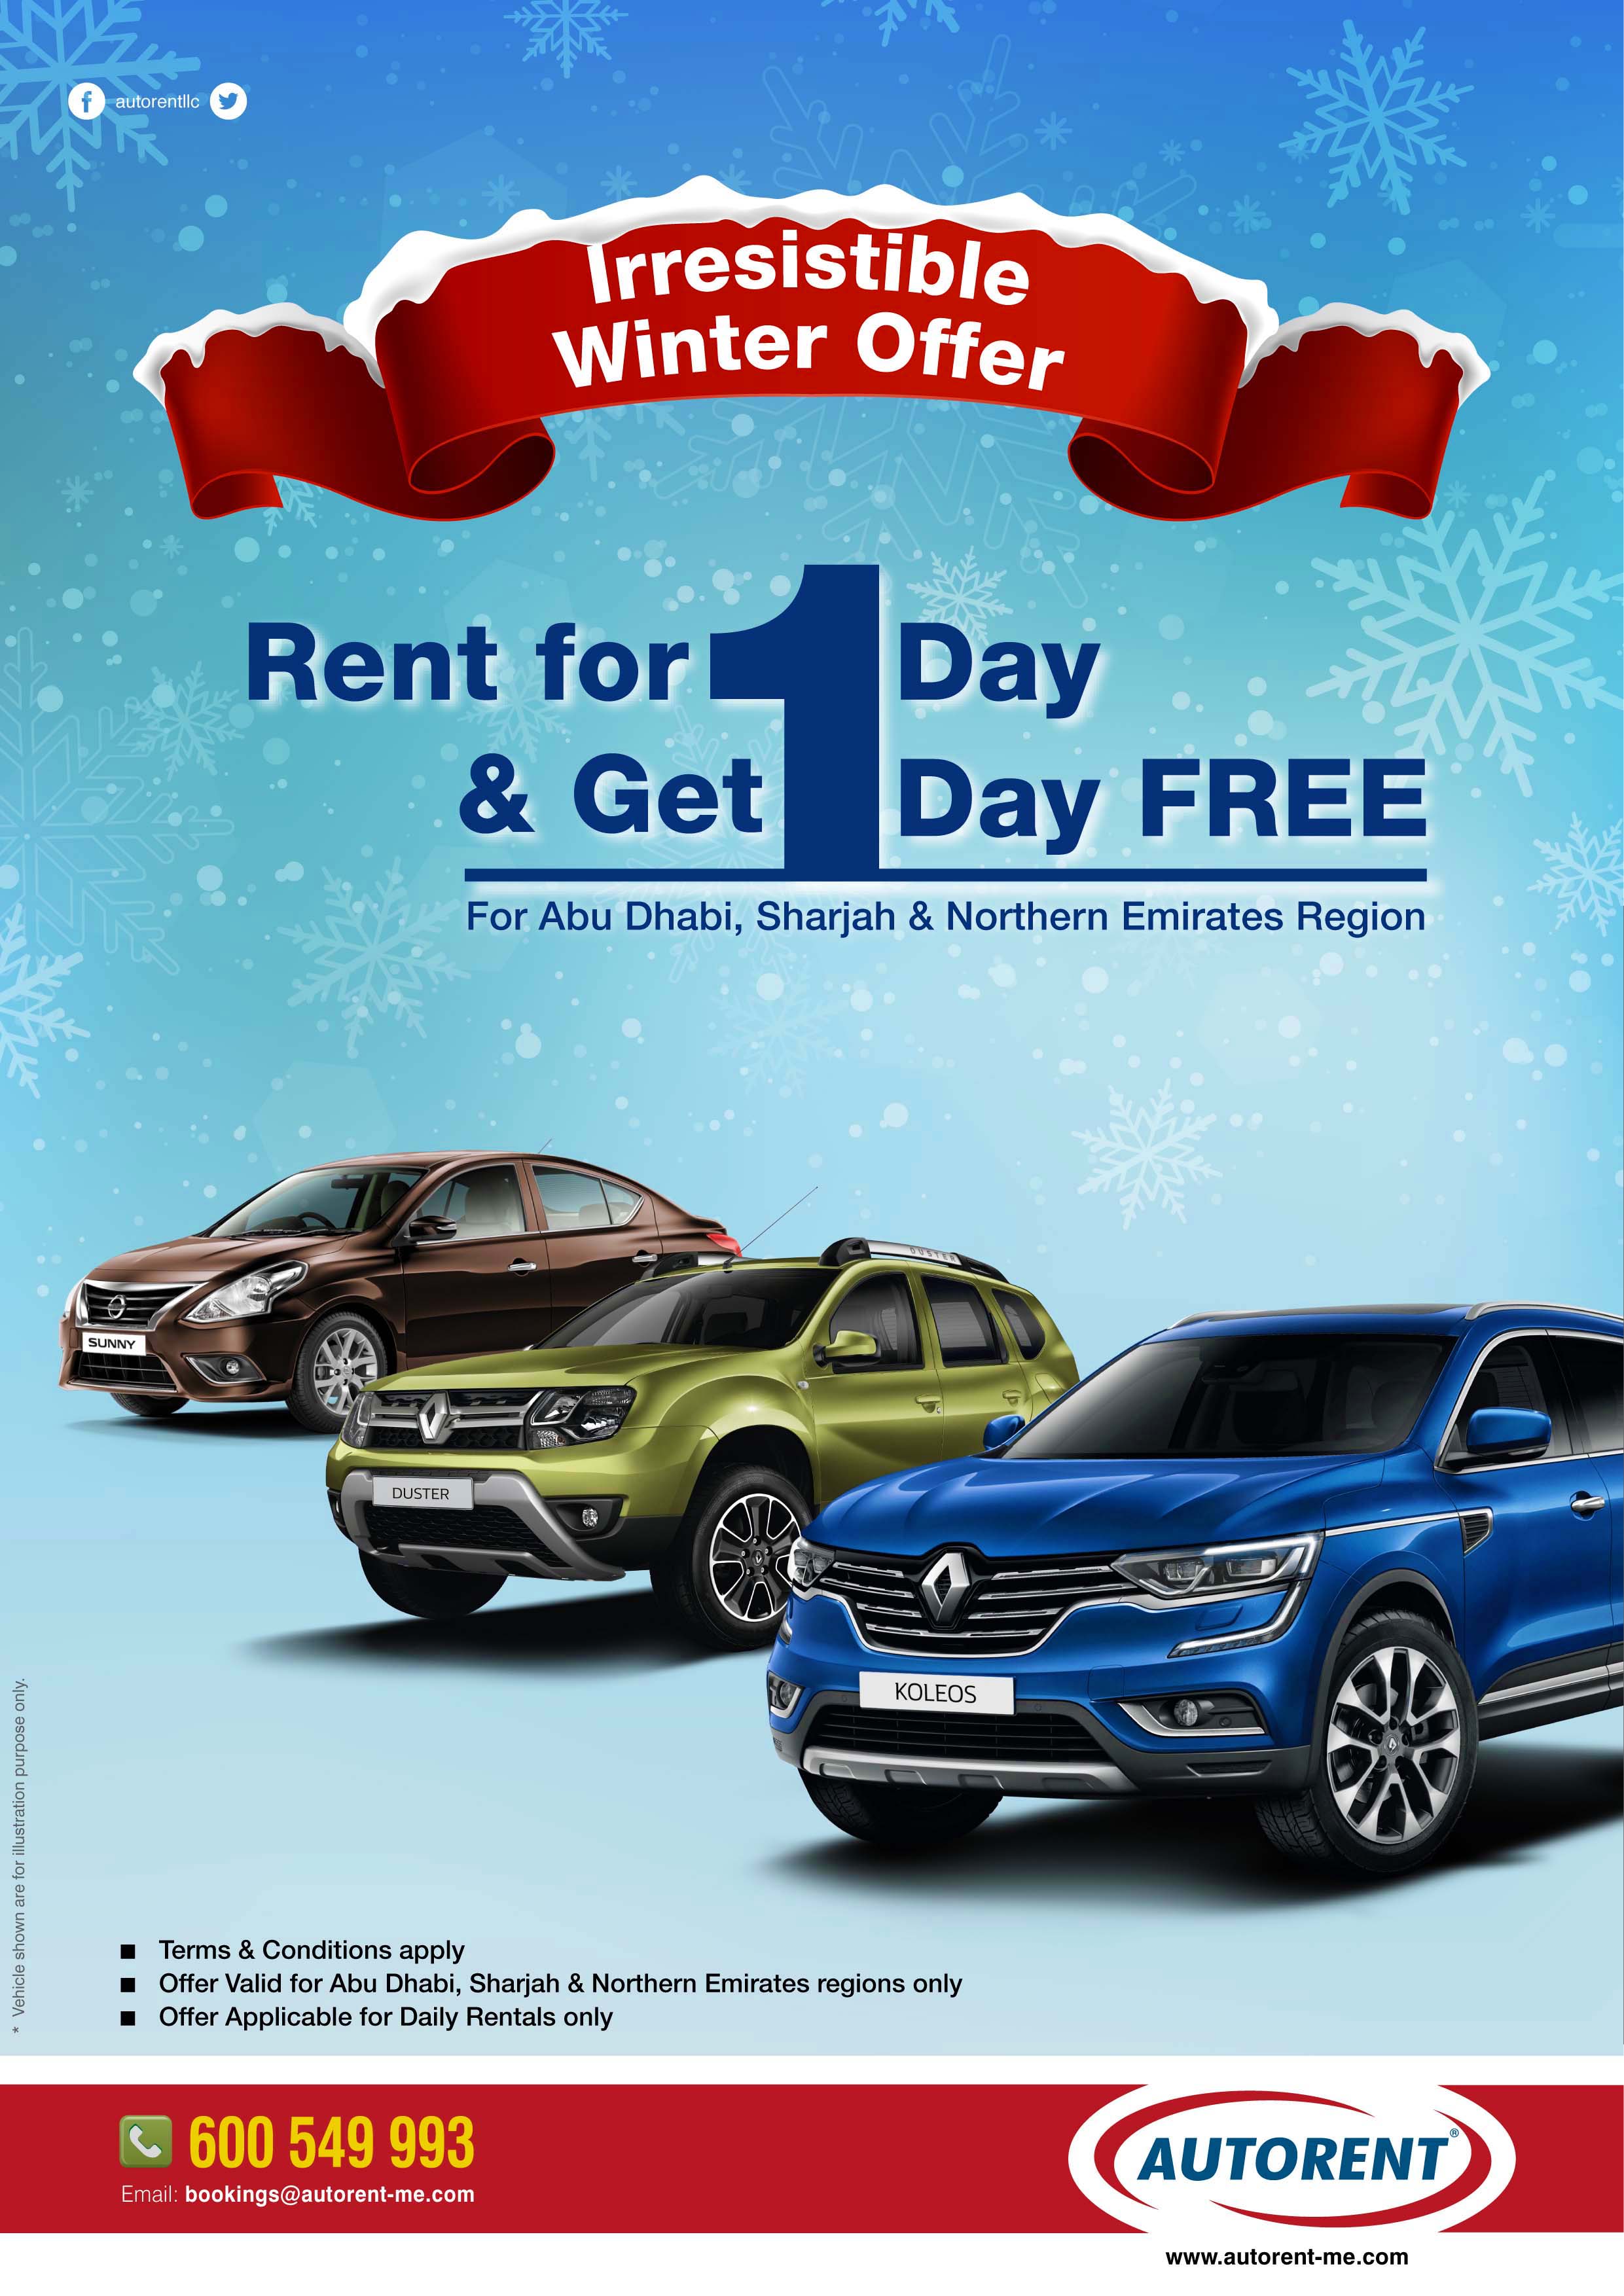 autorentllc
Irresistible
Winter Offer
Rent for 1 Day
& Get 1 Day FREE
For Abu Dhabi, Sharjah & Northern Emirates Region
SUNNY
DUSTER
DUSTER
KOLEOS
* Vehicle shown are for illustration purpose only.
Terms & Conditions apply
Offer Valid for Abu Dhabi, Sharjah & Northern Emirates regions only
Offer Applicable for Daily Rentals only
600 549 993
Email: bookings@autorent-me.com
AUTORENT®
www.autorent-me.com